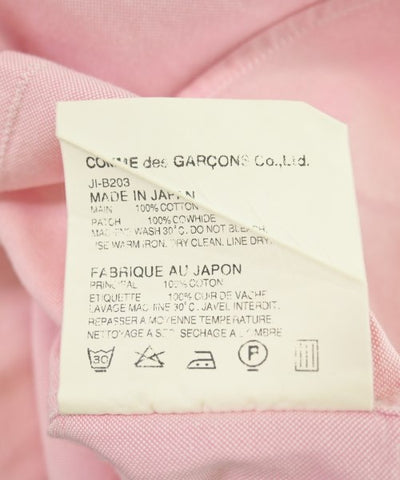 COMME des GARÇONS Co.,Ltd.
JI-B203
MADE IN JAPAN
MAIN 100% COTTON
PATCH 100% COWHIDE
MACHINE WASH 30°C. DO NOT BLEACH.
USE WARM IRON. DRY CLEAN. LINE DRY.
FABRIQUE AU JAPON
PRINCIPAL 100% COTON
ETIQUETTE 100% CUIR DE VACHE
LAVAGE MACHINE 30°C. JAVEL INTERDIT.
REPASSER A MOYENNE TEMPERATURE.
NETTOYAGE A SEC. SECHAGE A L'OMBRE
30 P